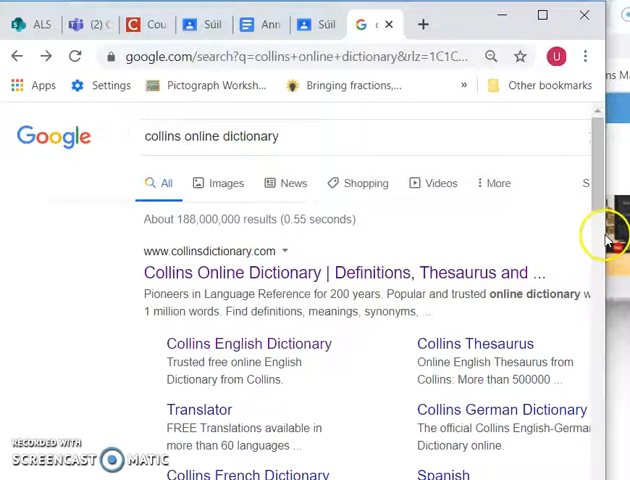 ALS (2) C Cou Súil Ann Súil G c
google.com/search?q=collins+online+dictionary&rlz=1C1C... U
Apps Settings Pictograph Worksh... Bringing fractions,... » Other bookmarks
Google collins online dictionary
All Images News Shopping Videos More S
About 188,000,000 results (0.55 seconds)
www.collinsdictionary.com
Collins Online Dictionary | Definitions, Thesaurus and ...
Pioneers in Language Reference for 200 years. Popular and trusted online dictionary w
1 million words. Find definitions, meanings, synonyms, ...
Collins English Dictionary
Trusted free online English
Dictionary from Collins.
Collins Thesaurus
Online English Thesaurus from
Collins: More than 500000 ...
Translator
FREE Translations available in
more than 60 languages ...
Collins German Dictionary
The official Collins English-German
Dictionary online.
Collins French Dictionary
Spanish
RECORDED WITH
SCREENCAST MATIC